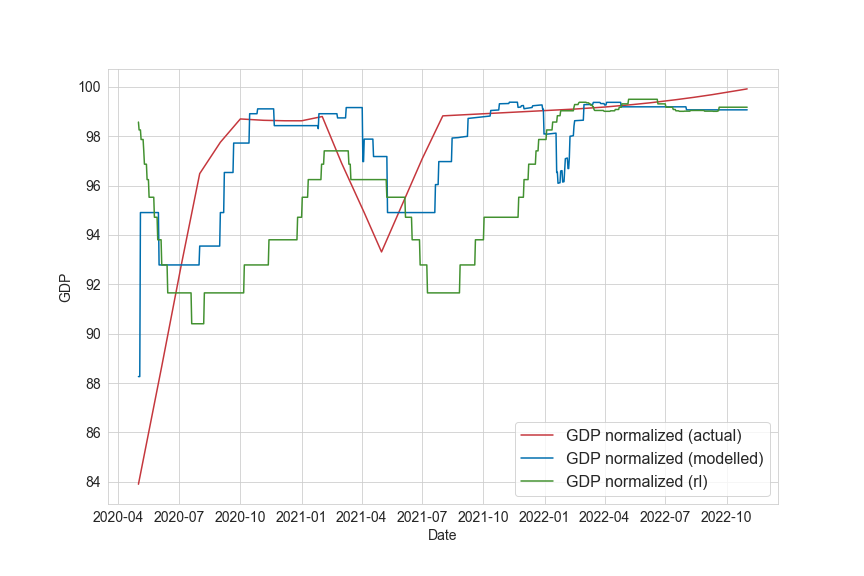 100
98
96
94
92
90
88
86
84
GDP
GDP normalized (actual)
GDP normalized (modelled)
GDP normalized (rl)
2020-04 2020-07 2020-10 2021-01 2021-04 2021-07 2021-10 2022-01 2022-04 2022-07 2022-10
Date